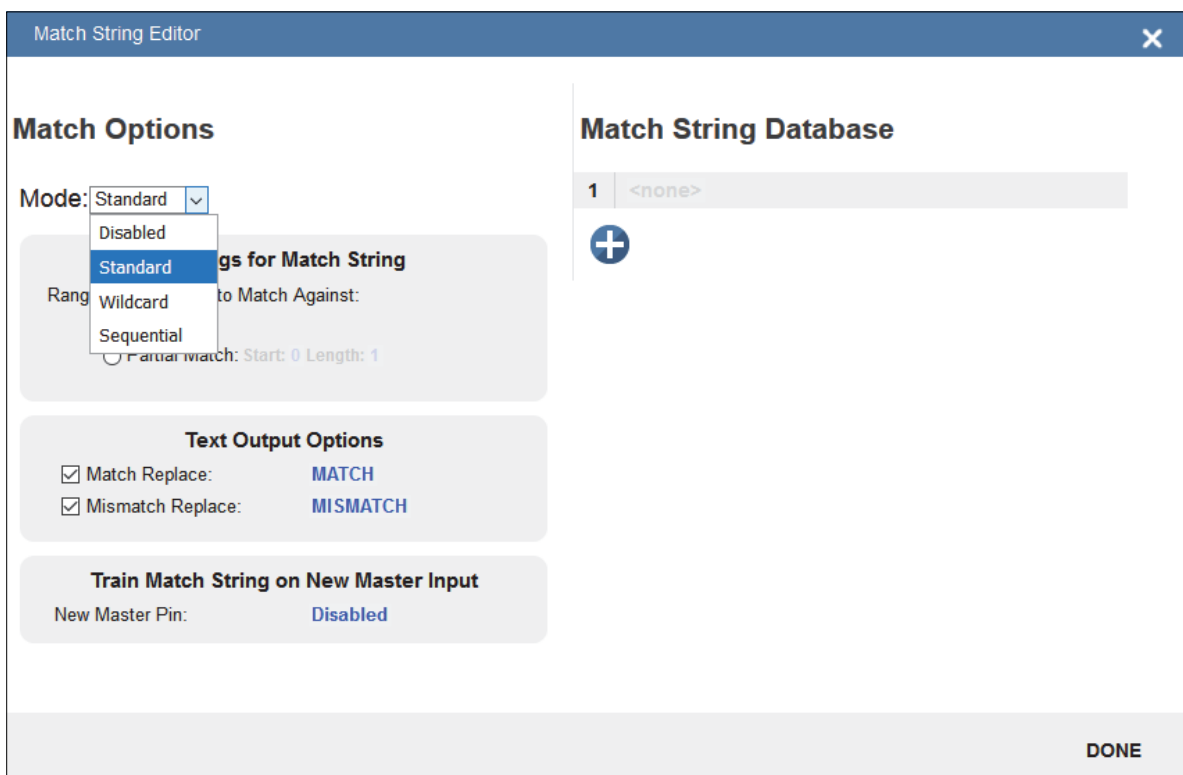 Match String Editor
Match Options
Mode: Standard
Disabled
Standard
Wildcard
Sequential
gs for Match String
Rang to Match Against:
Partial Match: Start: 0 Length: 1
Text Output Options
Match Replace: MATCH
Mismatch Replace: MISMATCH
Train Match String on New Master Input
New Master Pin: Disabled
Match String Database
1 <none>
DONE